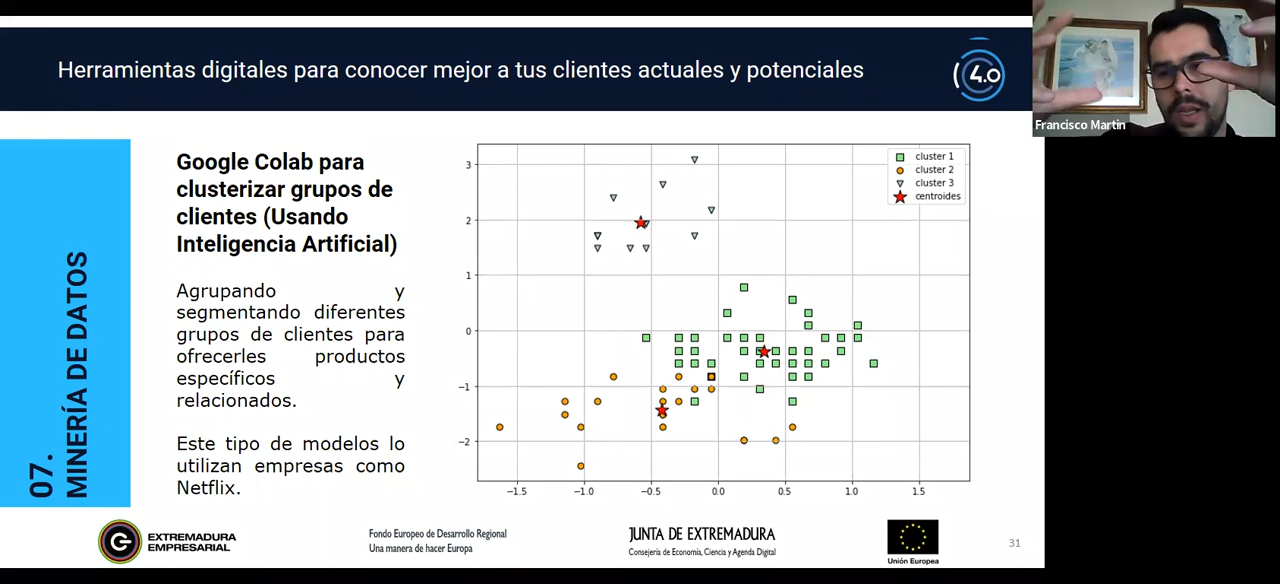 Herramientas digitales para conocer mejor a tus clientes actuales y potenciales
4.0
Francisco Martin
07.
MINERÍA DE DATOS
Google Colab para
clusterizar grupos de
clientes (Usando
Inteligencia Artificial)
Agrupando y
segmentando diferentes
grupos de clientes para
ofrecerles productos
específicos y
relacionados.
Este tipo de modelos lo
utilizan empresas como
Netflix.
cluster 1
cluster 2
cluster 3
centroides
3
2
1
0
−1
−2
−1.5 −1.0 −0.5 0.0 0.5 1.0 1.5
EXTREMADURA
EMPRESARIAL
Fondo Europeo de Desarrollo Regional
Una manera de hacer Europa
JUNTA DE EXTREMADURA
Consejería de Economía, Ciencia y Agenda Digital
Unión Europea
31